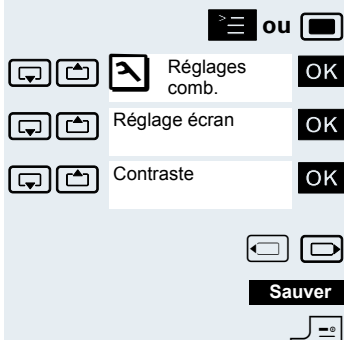 ou
Réglages
comb.
OK
Réglage écran
OK
Contraste
OK
Sauver